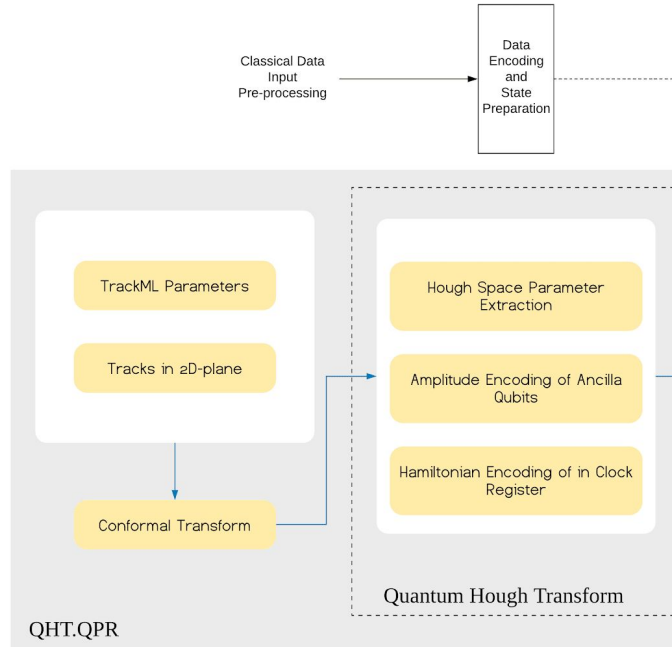 Classical Data
Input
Pre-processing
Data
Encoding
and
State
Preparation
TrackML Parameters
Tracks in 2D-plane
Conformal Transform
Hough Space Parameter
Extraction
Amplitude Encoding of Ancilla
Qubits
Hamiltonian Encoding of in Clock
Register
Quantum Hough Transform
QHT.QPR